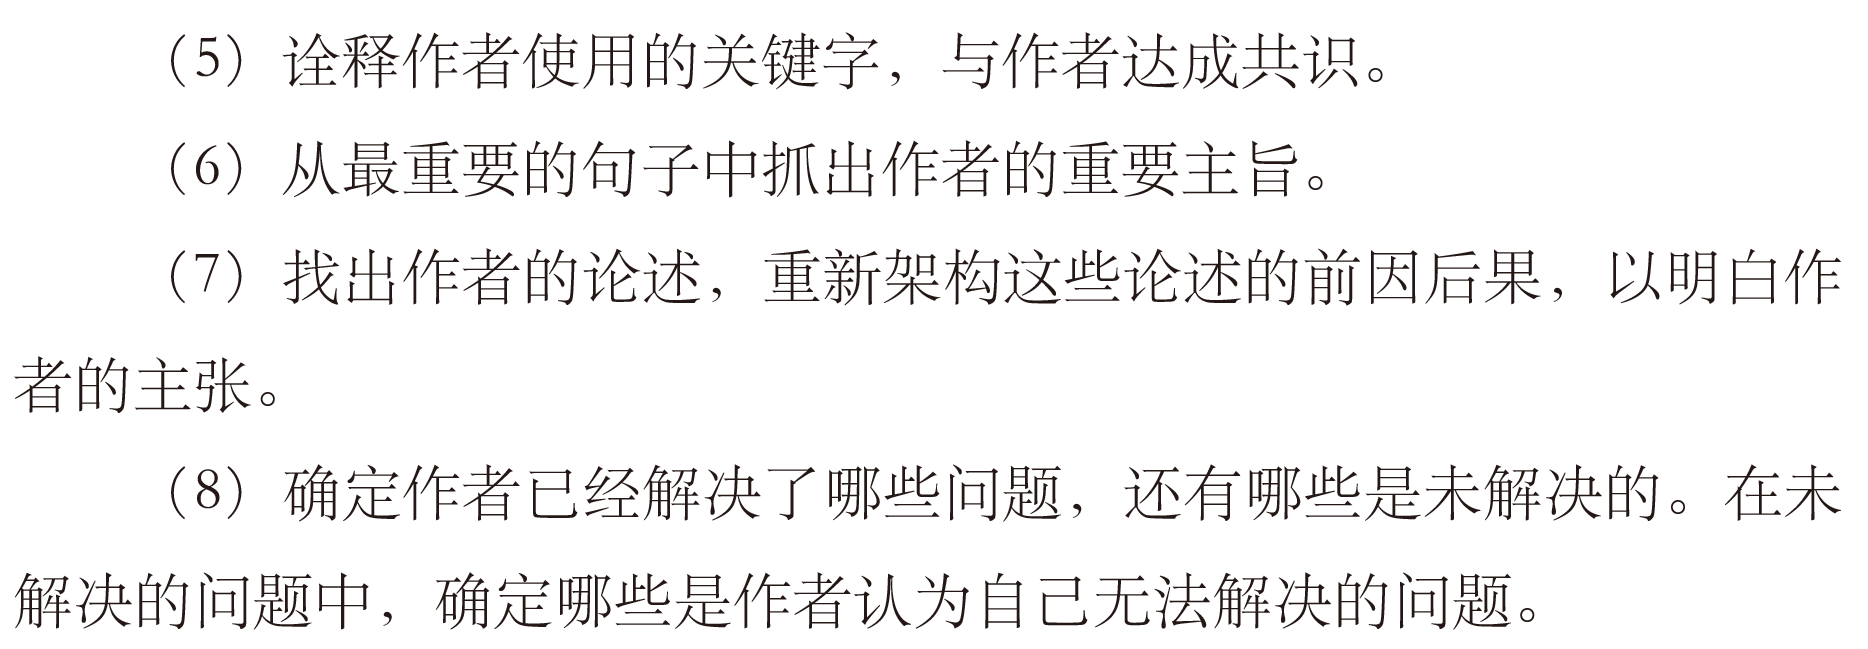 （5）诠释作者使用的关键字，与作者达成共识。
（6）从最重要的句子中抓出作者的重要主旨。
（7）找出作者的论述，重新架构这些论述的前因后果，以明白作
者的主张。
（8）确定作者已经解决了哪些问题，还有哪些是未解决的。在未
解决的问题中，确定哪些是作者认为自己无法解决的问题。